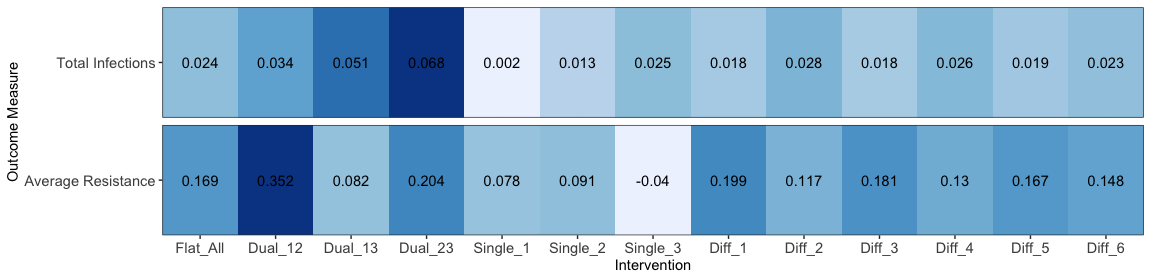 Outcome Measure
Total Infections 0.024 0.034 0.051 0.068 0.002 0.013 0.025 0.018 0.028 0.018 0.026 0.019 0.023
Average Resistance 0.169 0.352 0.082 0.204 0.078 0.091 -0.04 0.199 0.117 0.181 0.13 0.167 0.148
Flat_All Dual_12 Dual_13 Dual_23 Single_1 Single_2 Single_3 Diff_1 Diff_2 Diff_3 Diff_4 Diff_5 Diff_6
Intervention